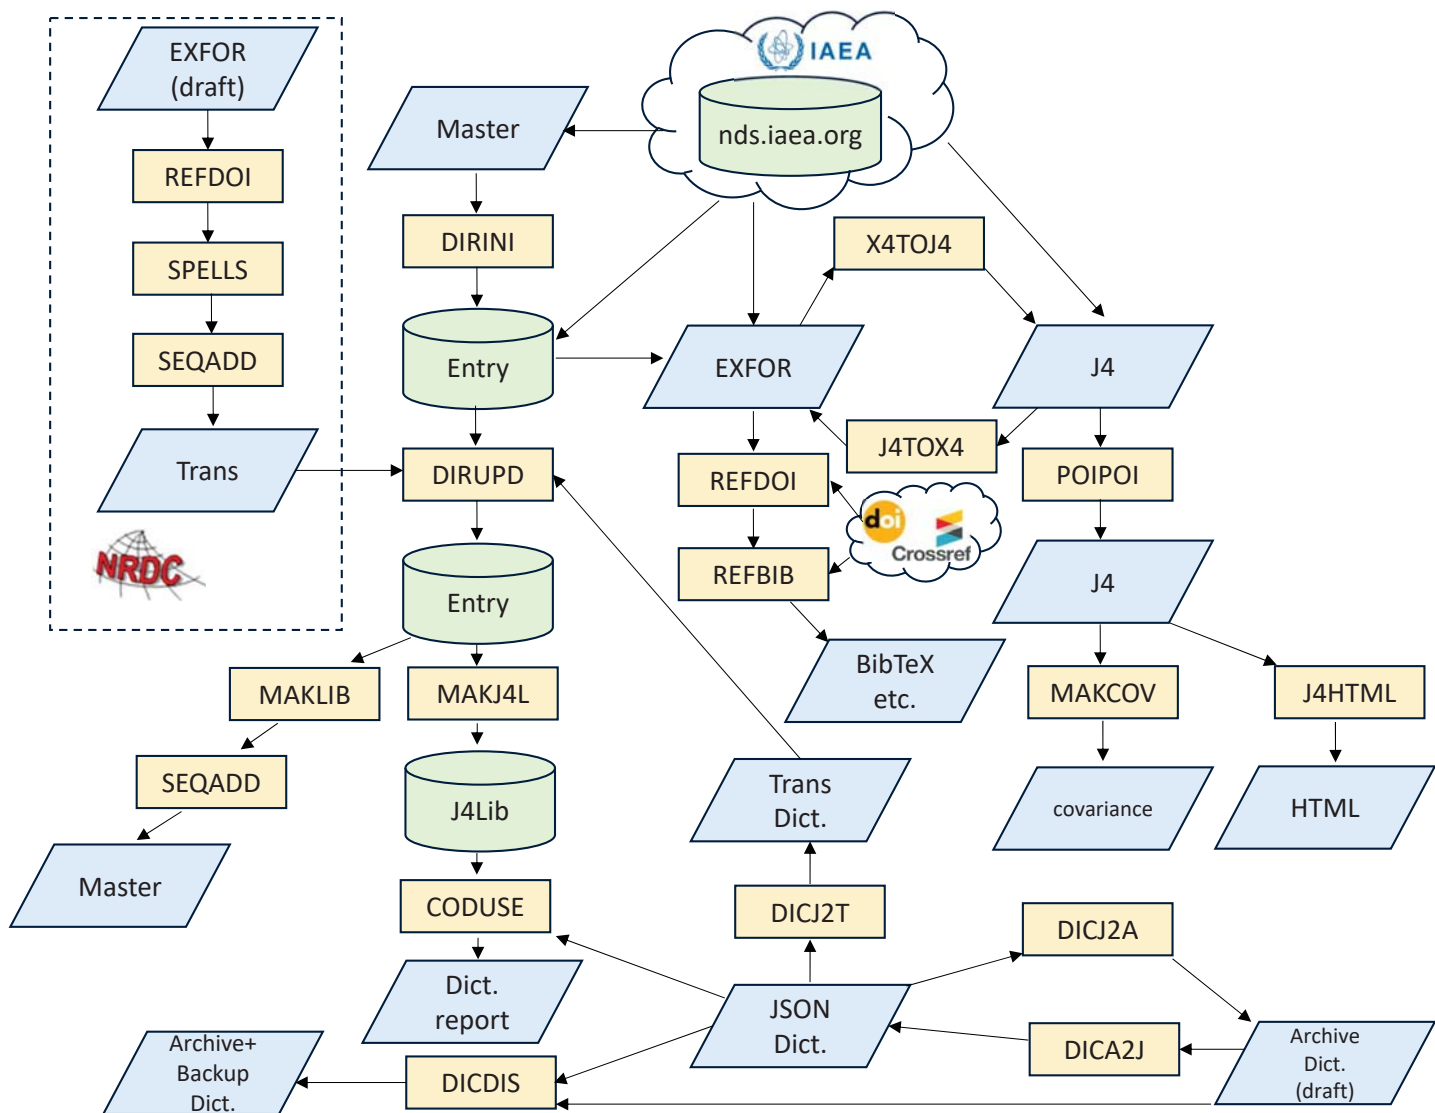 EXFOR
(draft)
REFDOI
SPELLS
SEQADD
Trans
NRDC
IAEA
nds.iaea.org
Master
DIRINI
Entry
DIRUPD
Entry
MAKLIB
MAKJ4L
SEQADD
J4Lib
Master
CODUSE
Dict.
report
X4TOJ4
EXFOR
J4
J4TOX4
REFDOI
POIPOI
doi
Crossref
REFBIB
J4
BibTeX
etc.
MAKCOV
J4HTML
covariance
HTML
Trans
Dict.
DICJ2T
DICJ2A
JSON
Dict.
DICA2J
Archive
Dict.
(draft)
DICDIS
Archive+
Backup
Dict.